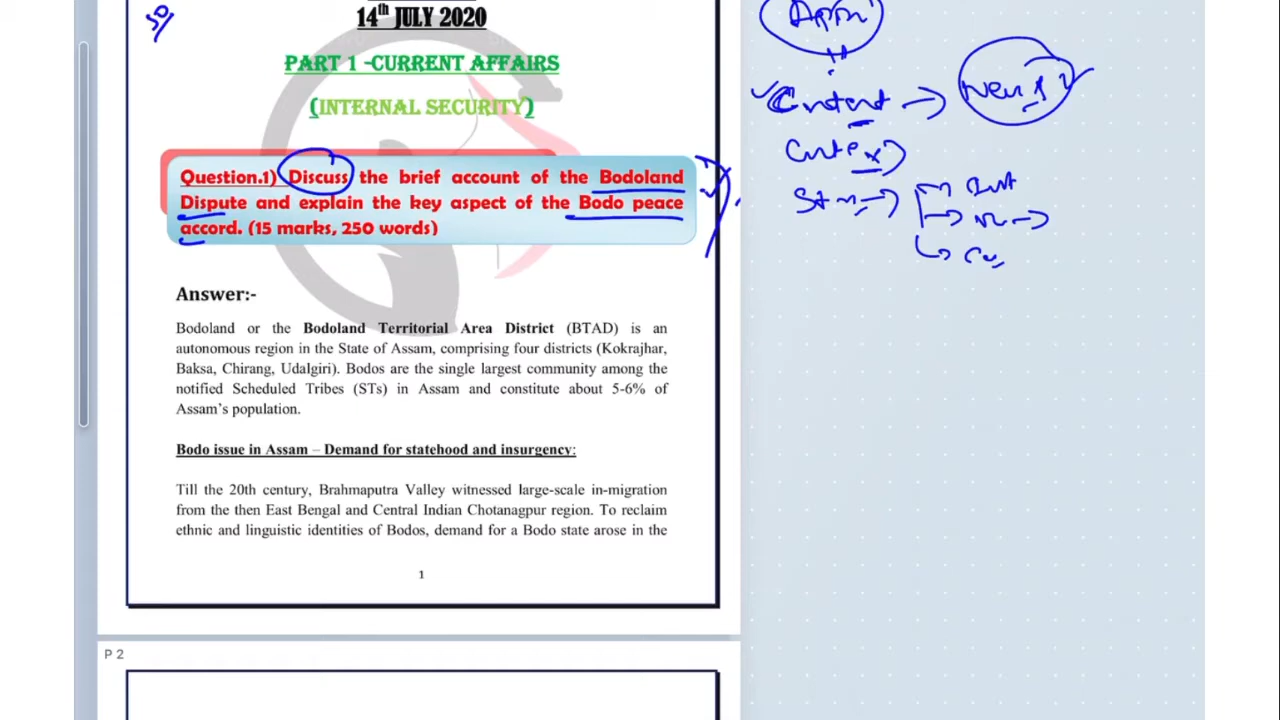 14th JULY 2020
PART 1 -CURRENT AFFAIRS
(INTERNAL SECURITY)
Question.1) Discuss the brief account of the Bodoland
Dispute and explain the key aspect of the Bodo peace
accord. (15 marks, 250 words)
Answer:-
Bodoland or the Bodoland Territorial Area District (BTAD) is an
autonomous region in the State of Assam, comprising four districts (Kokrajhar,
Baksa, Chirang, Udalgiri). Bodos are the single largest community among the
notified Scheduled Tribes (STs) in Assam and constitute about 5-6% of
Assam's population.
Bodo issue in Assam – Demand for statehood and insurgency:
Till the 20th century, Brahmaputra Valley witnessed large-scale in-migration
from the then East Bengal and Central Indian Chotanagpur region. To reclaim
ethnic and linguistic identities of Bodos, demand for a Bodo state arose in the
1
P 2
Content